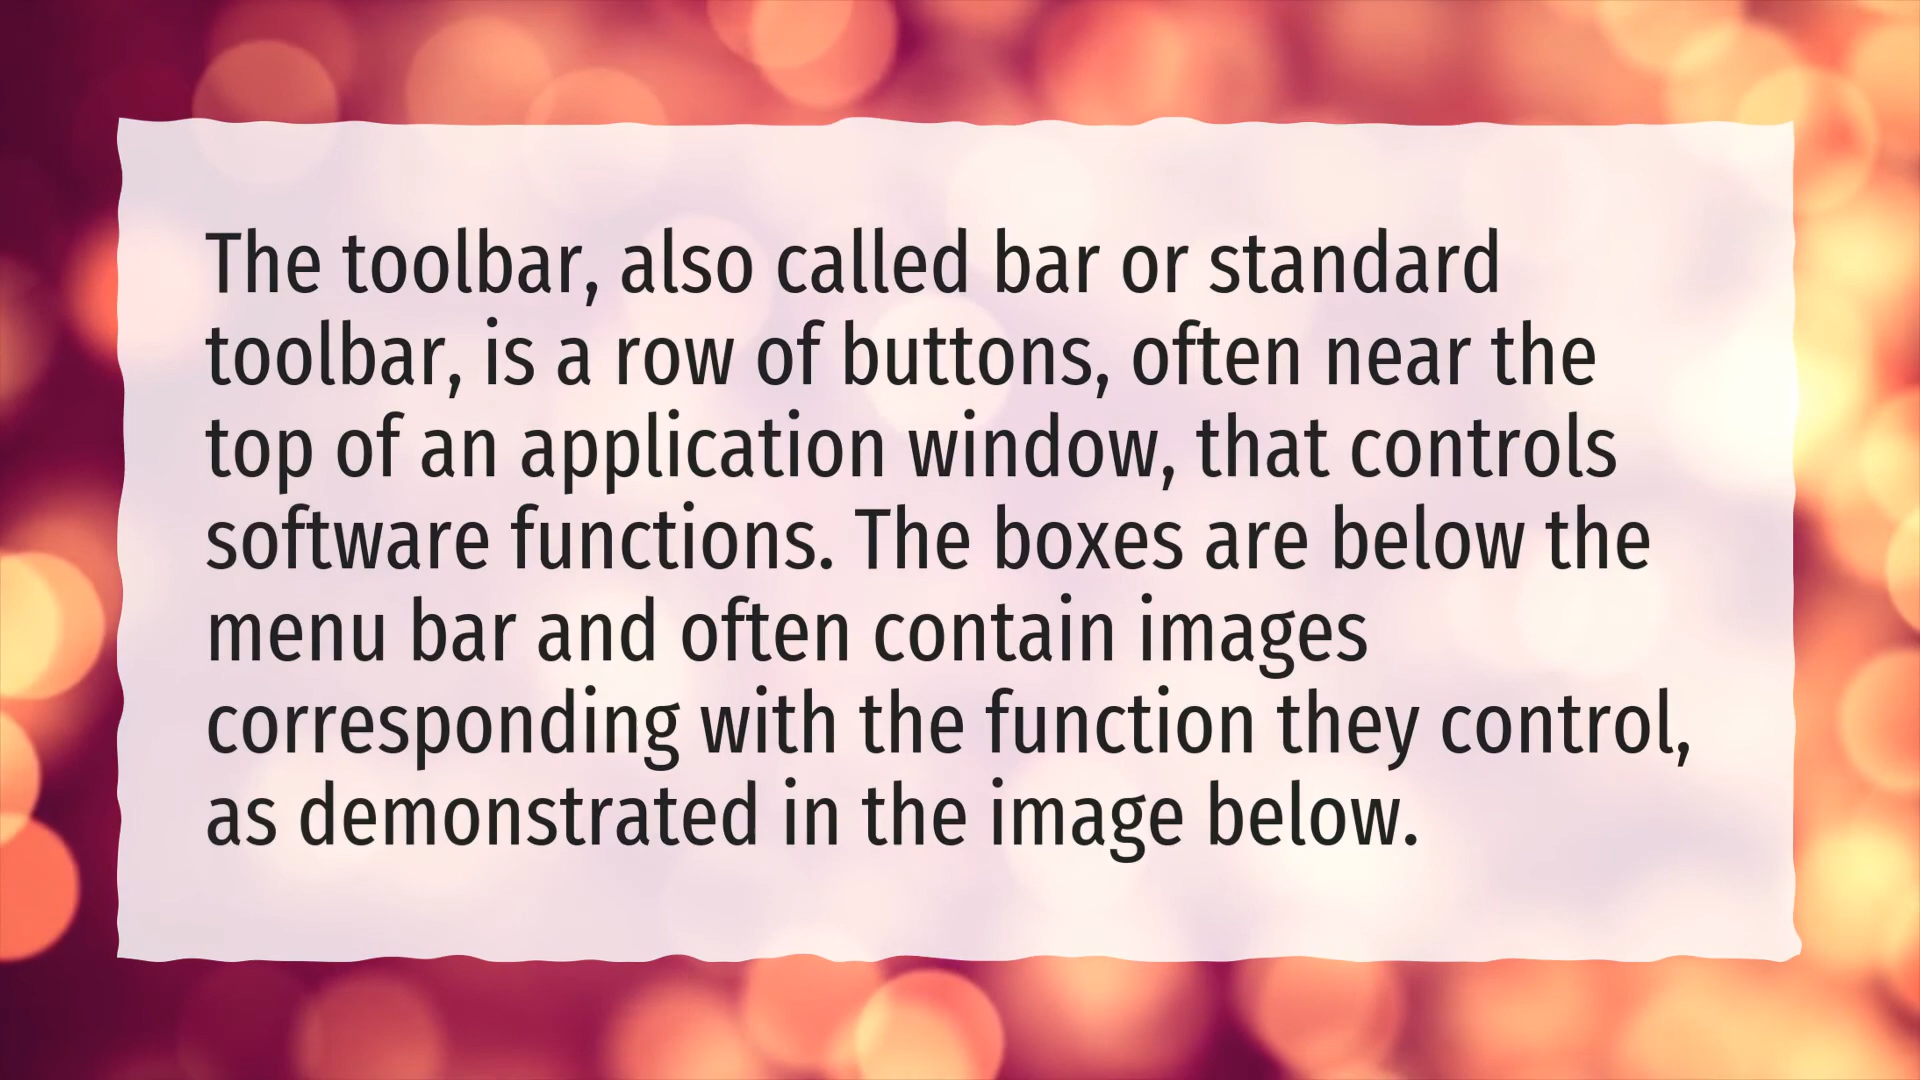 The toolbar, also called bar or standard
toolbar, is a row of buttons, often near the
top of an application window, that controls
software functions. The boxes are below the
menu bar and often contain images
corresponding with the function they control,
as demonstrated in the image below.